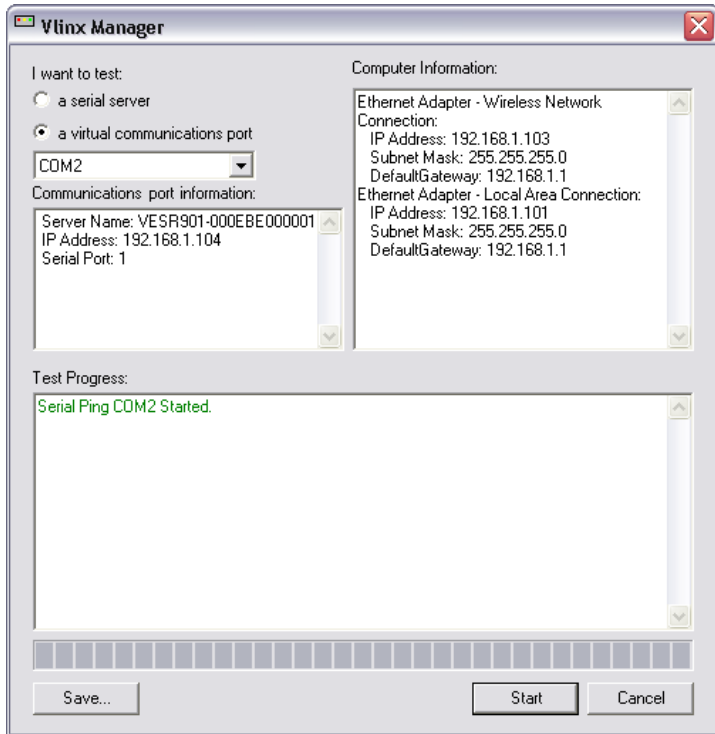 Vlinx Manager
I want to test:
a serial server
a virtual communications port
COM2
Communications port information:
Server Name: VESR901-000EBE000001
IP Address: 192.168.1.104
Serial Port: 1
Computer Information:
Ethernet Adapter - Wireless Network
Connection:
IP Address: 192.168.1.103
Subnet Mask: 255.255.255.0
DefaultGateway: 192.168.1.1
Ethernet Adapter - Local Area Connection:
IP Address: 192.168.1.101
Subnet Mask: 255.255.255.0
DefaultGateway: 192.168.1.1
Test Progress:
Serial Ping COM2 Started.
Save...
Start
Cancel